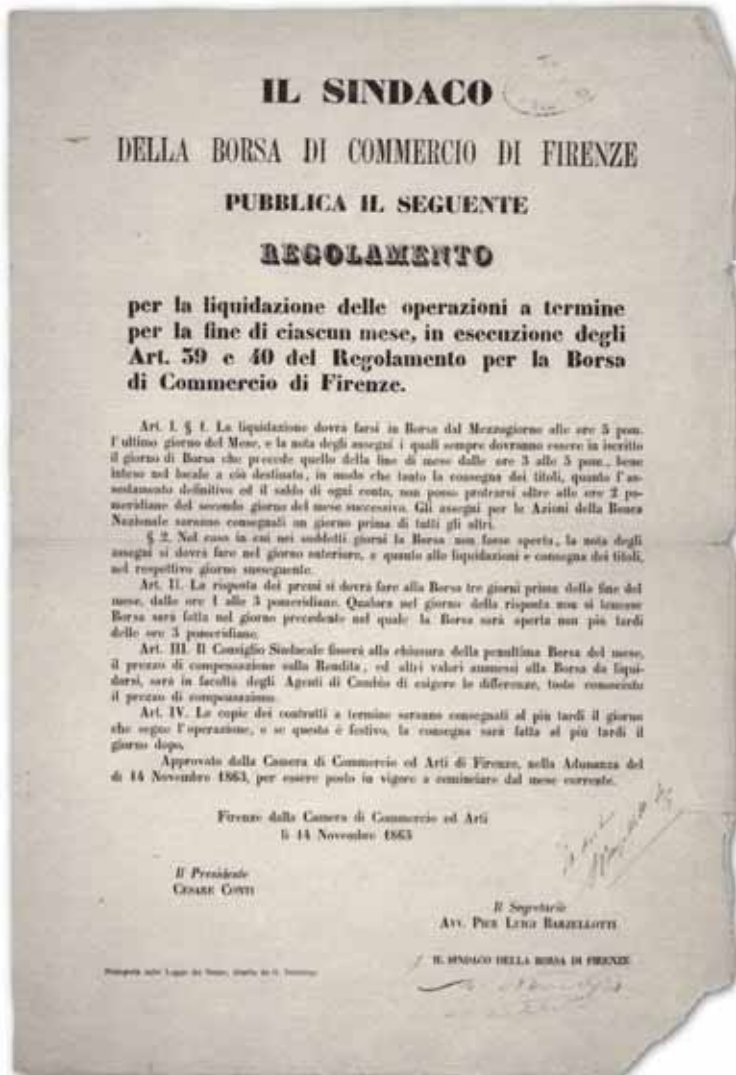 IL SINDACO
DELLA BORSA DI COMMERCIO DI FIRENZE
PUBBLICA IL SEGUENTE
REGOLAMENTO
per la liquidazione delle operazioni a termine
per la fine di ciascun mese, in esecuzione degli
Art. 39 e 40 del Regolamento per la Borsa
di Commercio di Firenze.
Art. I. § 1. La liquidazione dovrà farsi in Borsa dal Mezzogiorno alle ore 5 pom.
l'ultimo giorno del Mese, e la nota degli assegni i quali sempre dovranno essere in iscritto
il giorno di Borsa che precede quello della fine di mese dalle ore 3 alle 5 pom., bene
inteso nel locale a ciò destinato, in modo che tanto la consegna dei titoli, quanto l'as-
sestamento definitivo ed il saldo di ogni conto, non possa protrarsi oltre alle ore 2 po-
meridiane del secondo giorno del mese successivo. Gli assegni per le Azioni della Banca
Nazionale saranno consegnati un giorno prima di tutti gli altri.
§ 2. Nel caso in cui nei suddetti giorni la Borsa non fosse aperta, la nota degli
assegni si dovrà fare nel giorno anteriore, e quanto alle liquidazioni e consegna dei titoli,
nel respettivo giorno susseguente.
Art. II. La risposta dei premi si dovrà fare alla Borsa tre giorni prima della fine del
mese, dalle ore 1 alle 3 pomeridiane. Qualora nel giorno della risposta non si tenesse
Borsa sarà fatta nel giorno precedente nel quale la Borsa sarà aperta non più tardi
delle ore 3 pomeridiane.
Art. III. Il Consiglio Sindacale fisserà alla chiusura della penultima Borsa del mese,
il prezzo di compensazione sulla Rendita, ed altri valori ammessi alla Borsa da liqui-
darsi, sarà in facoltà degli Agenti di Cambio di esigere le differenze, tosto conosciuto
il prezzo di compensazione.
Art. IV. Le copie dei contratti a termine saranno consegnati al più tardi il giorno
che segue l'operazione, e se questo è festivo, la consegna sarà fatta al più tardi il
giorno dopo.
Approvato dalla Camera di Commercio ed Arti di Firenze, nella Adunanza del
dì 14 Novembre 1863, per essere posto in vigore a cominciare dal mese corrente.
Firenze dalla Camera di Commercio ed Arti
li 14 Novembre 1863
Il Presidente
CESARE CONTI
Il Segretario
AVV. PIER LUIGI BARZELLOTTI
IL SINDACO DELLA BORSA DI FIRENZE